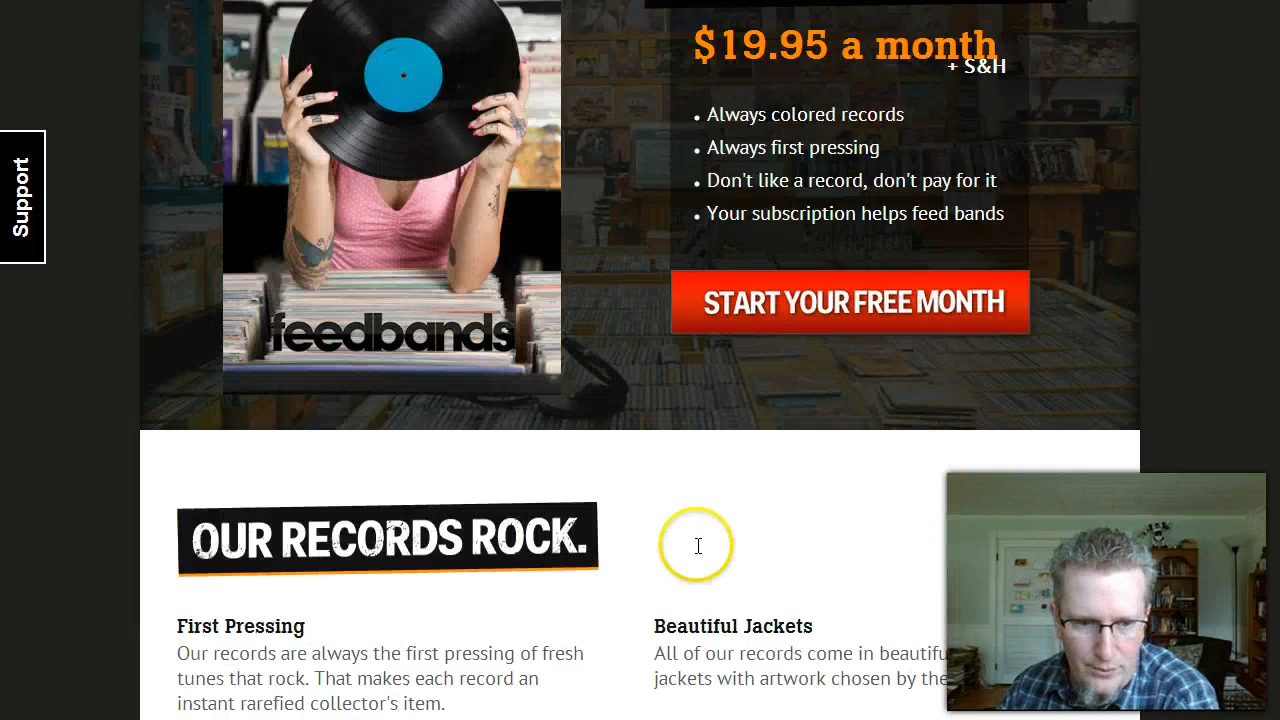 $19.95 a month
+ S&H
• Always colored records
• Always first pressing
• Don't like a record, don't pay for it
• Your subscription helps feed bands
Support
START YOUR FREE MONTH
feedbands
OUR RECORDS ROCK.
First Pressing
Our records are always the first pressing of fresh
tunes that rock. That makes each record an
instant rarefied collector's item.
Beautiful Jackets
All of our records come in beautifu
jackets with artwork chosen by the